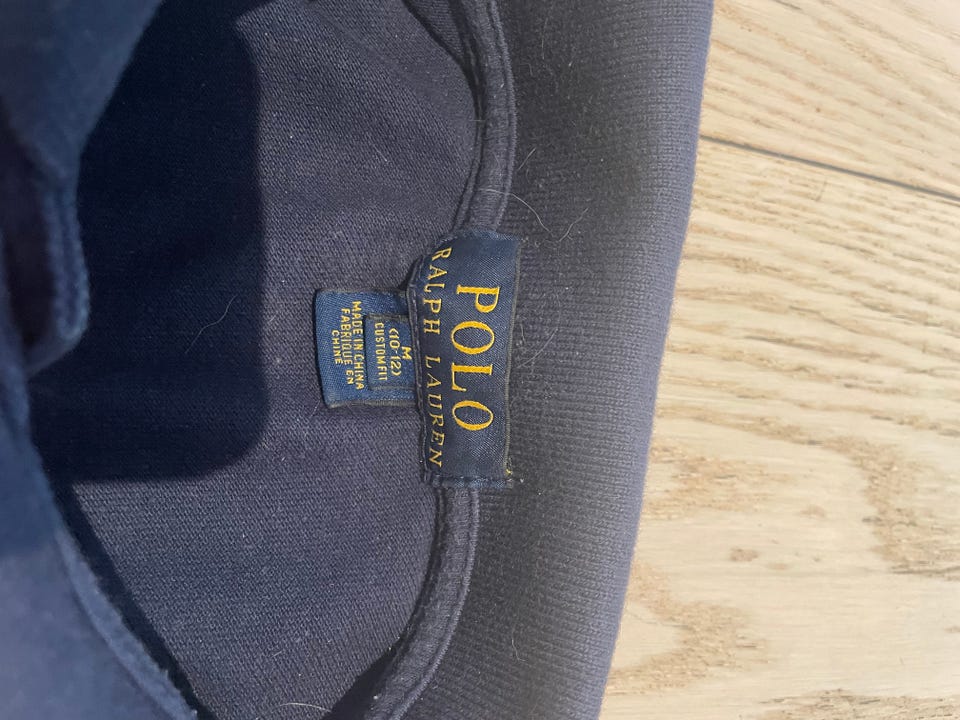 POLO
RALPH LAUREN
M
(10-12)
CUSTOM FIT
MADE IN CHINA
FABRIQUE EN
CHINE